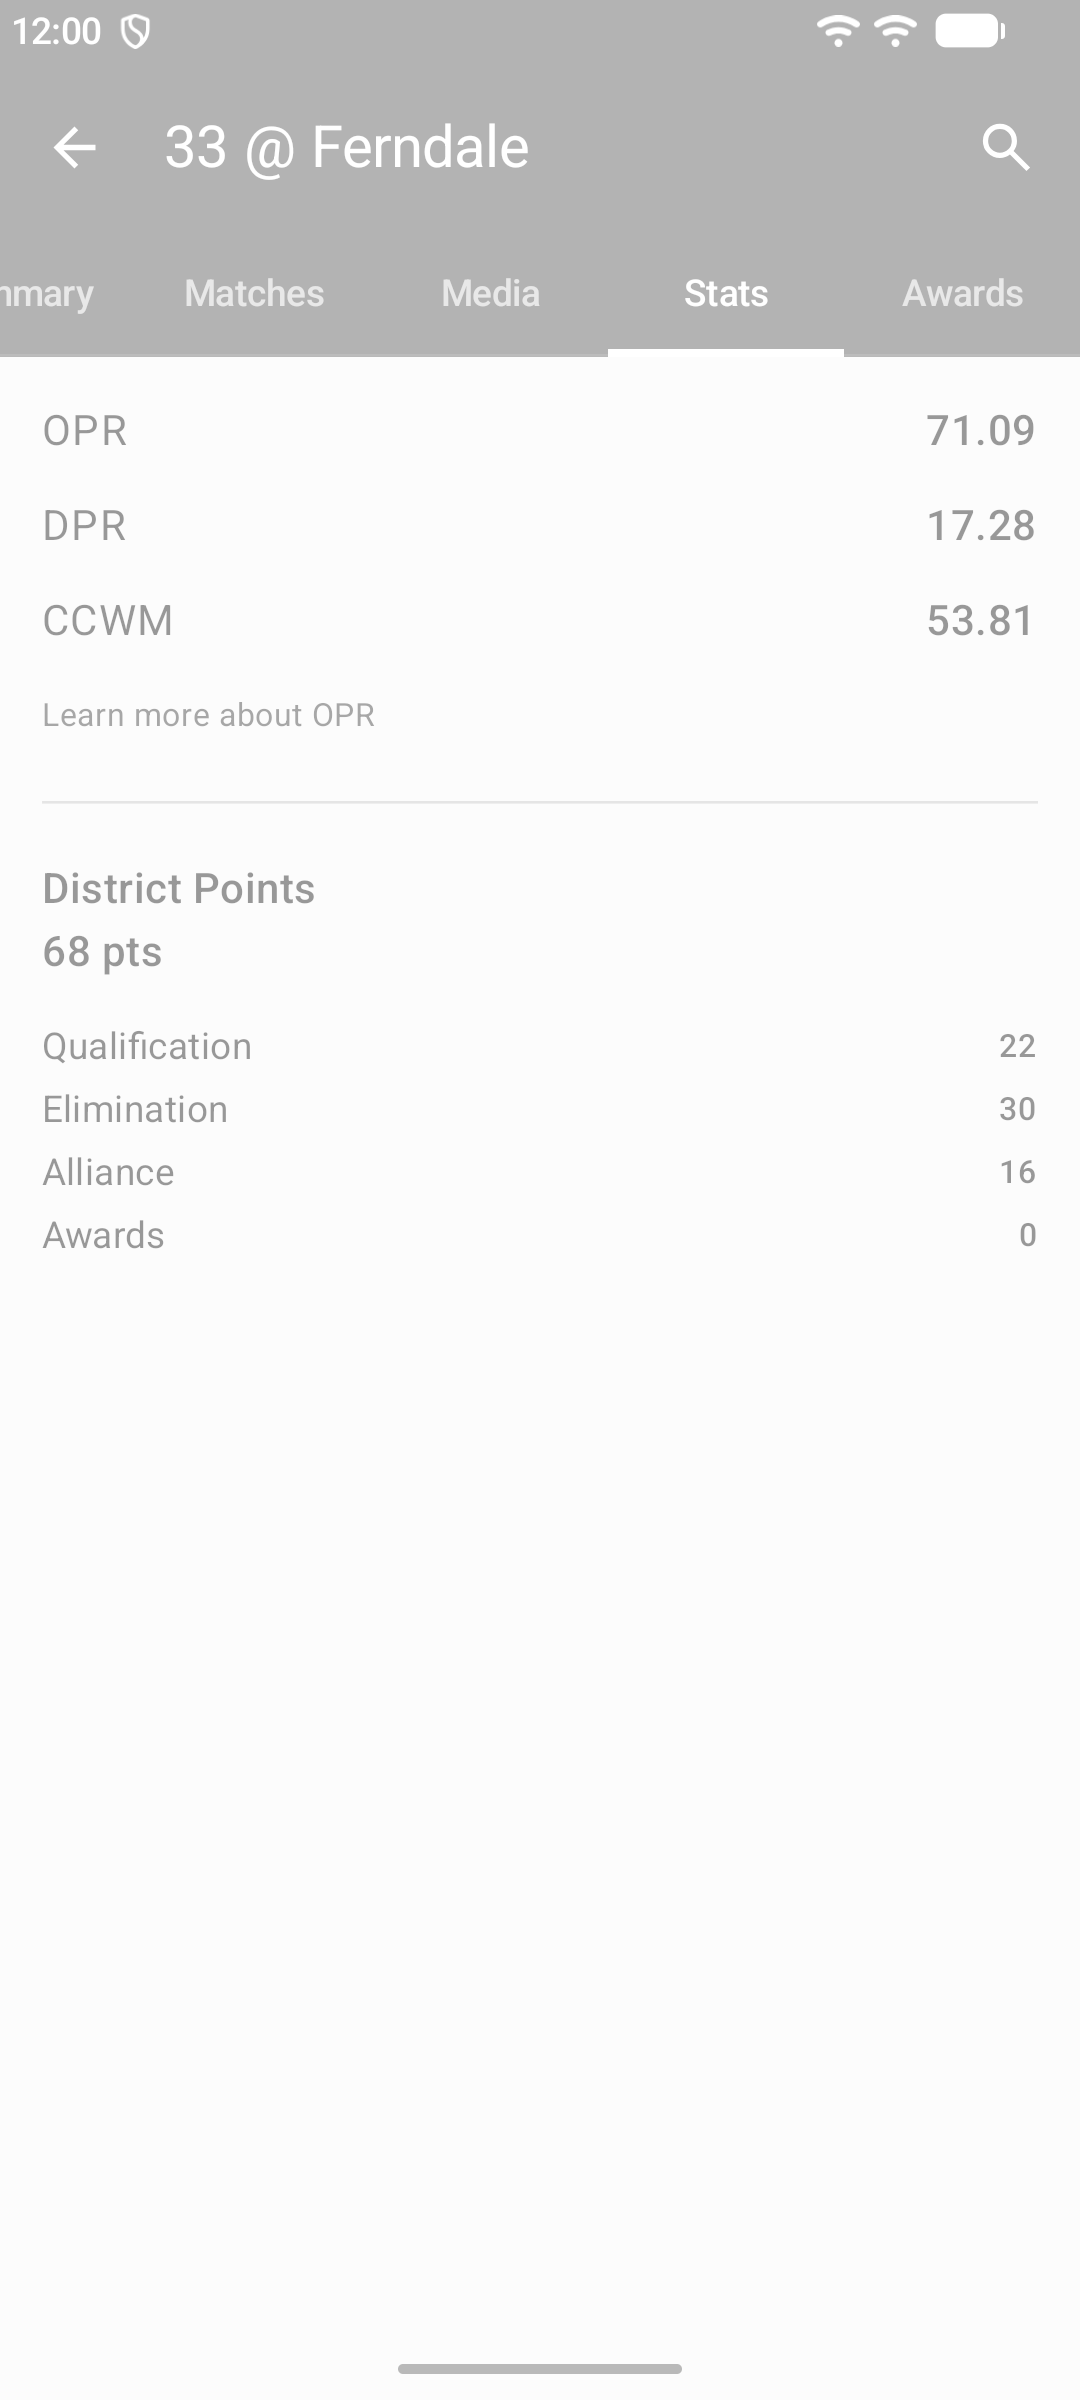 12:00
33 @ Ferndale
mmary Matches Media Stats Awards
OPR 71.09
DPR 17.28
CCWM 53.81
Learn more about OPR
District Points
68 pts
Qualification 22
Elimination 30
Alliance 16
Awards 0